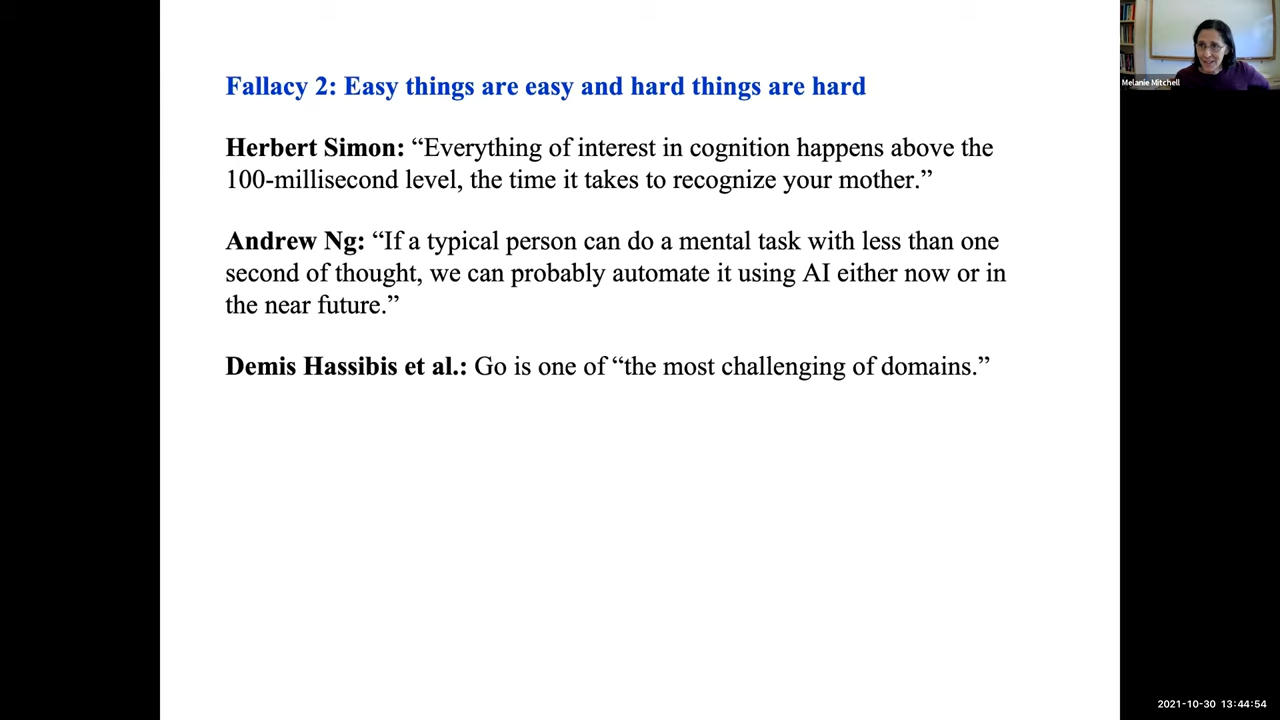 Fallacy 2: Easy things are easy and hard things are hard
Herbert Simon: “Everything of interest in cognition happens above the
100-millisecond level, the time it takes to recognize your mother.”
Andrew Ng: “If a typical person can do a mental task with less than one
second of thought, we can probably automate it using AI either now or in
the near future.”
Demis Hassibis et al.: Go is one of “the most challenging of domains.”
Melanie Mitchell
2021-10-30 13:44:54